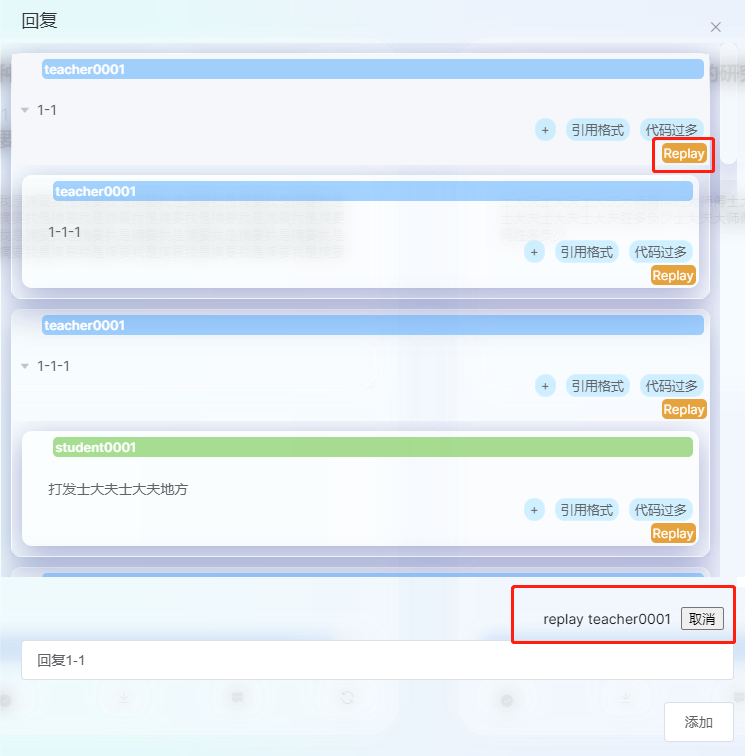 回复
teacher0001
1-1
+ 引用格式 代码过多
Replay
teacher0001
1-1-1
+ 引用格式 代码过多
Replay
teacher0001
1-1-1
+ 引用格式 代码过多
Replay
student0001
打发士大夫士大夫地方
+ 引用格式 代码过多
Replay
replay teacher0001 取消
回复1-1
添加